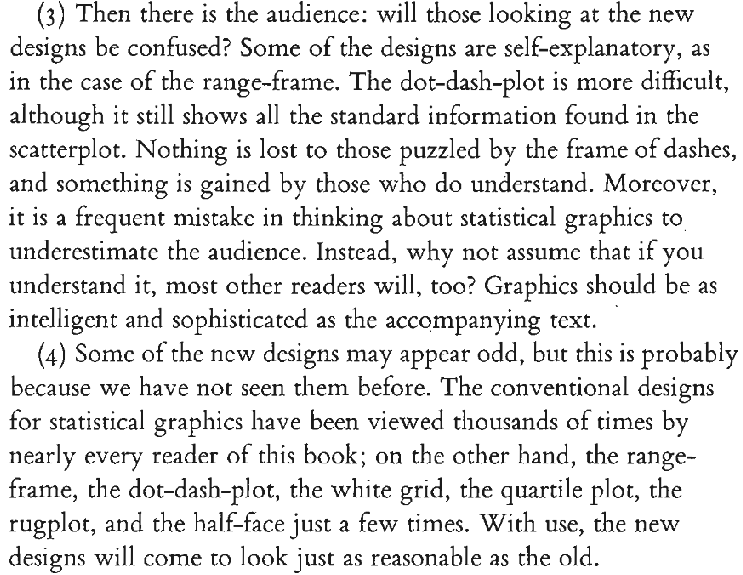 (3) Then there is the audience: will those looking at the new
designs be confused? Some of the designs are self-explanatory, as
in the case of the range-frame. The dot-dash-plot is more difficult,
although it still shows all the standard information found in the
scatterplot. Nothing is lost to those puzzled by the frame of dashes,
and something is gained by those who do understand. Moreover,
it is a frequent mistake in thinking about statistical graphics to
underestimate the audience. Instead, why not assume that if you
understand it, most other readers will, too? Graphics should be as
intelligent and sophisticated as the accompanying text.
(4) Some of the new designs may appear odd, but this is probably
because we have not seen them before. The conventional designs
for statistical graphics have been viewed thousands of times by
nearly every reader of this book; on the other hand, the range-
frame, the dot-dash-plot, the white grid, the quartile plot, the
rugplot, and the half-face just a few times. With use, the new
designs will come to look just as reasonable as the old.